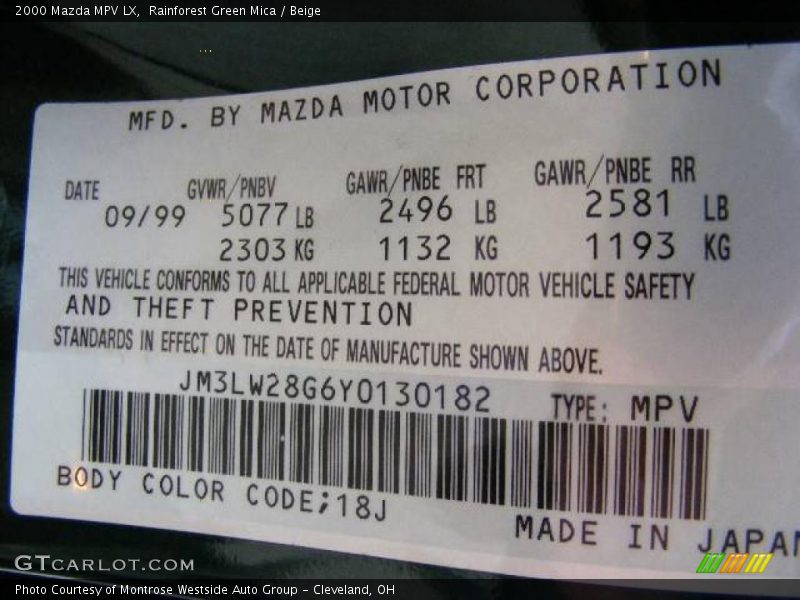 2000 Mazda MPV LX,  Rainforest Green Mica / Beige
MFD. BY MAZDA MOTOR CORPORATION
DATE GVWR/PNBV GAWR/PNBE FRT GAWR/PNBE RR
09/99 5077 LB 2496 LB 2581 LB
2303 KG 1132 KG 1193 KG
THIS VEHICLE CONFORMS TO ALL APPLICABLE FEDERAL MOTOR VEHICLE SAFETY
AND THEFT PREVENTION
STANDARDS IN EFFECT ON THE DATE OF MANUFACTURE SHOWN ABOVE.
JM3LW28G6Y0130182 TYPE: MPV
BODY COLOR CODE;18J
MADE IN JAPAN
GTCARLOT.COM
Photo Courtesy of Montrose Westside Auto Group - Cleveland, OH